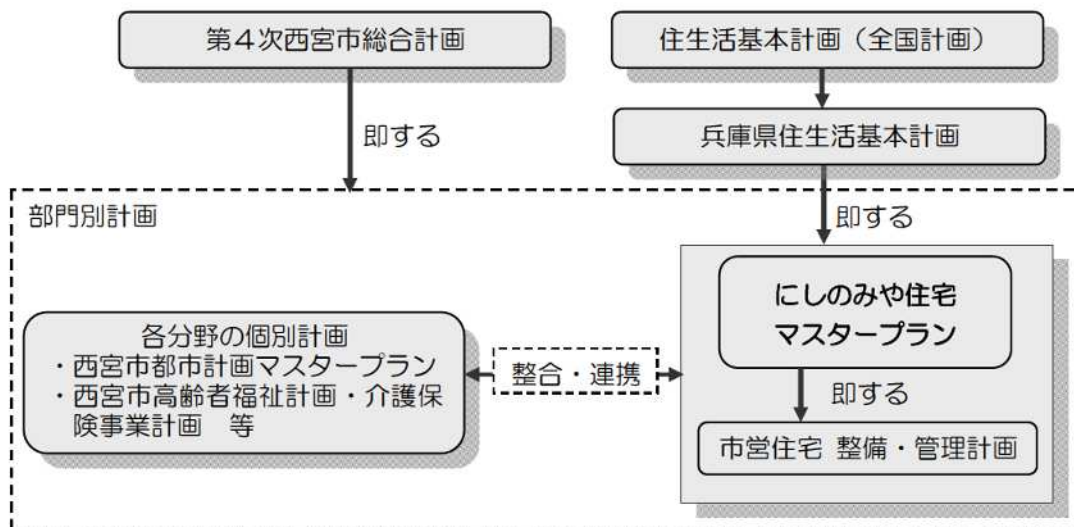 第４次西宮市総合計画
住生活基本計画（全国計画）
即する
兵庫県住生活基本計画
部門別計画
即する
にしのみや住宅
マスタープラン
各分野の個別計画
・西宮市都市計画マスタープラン
・西宮市高齢者福祉計画・介護保
険事業計画　等
整合・連携
即する
市営住宅 整備・管理計画